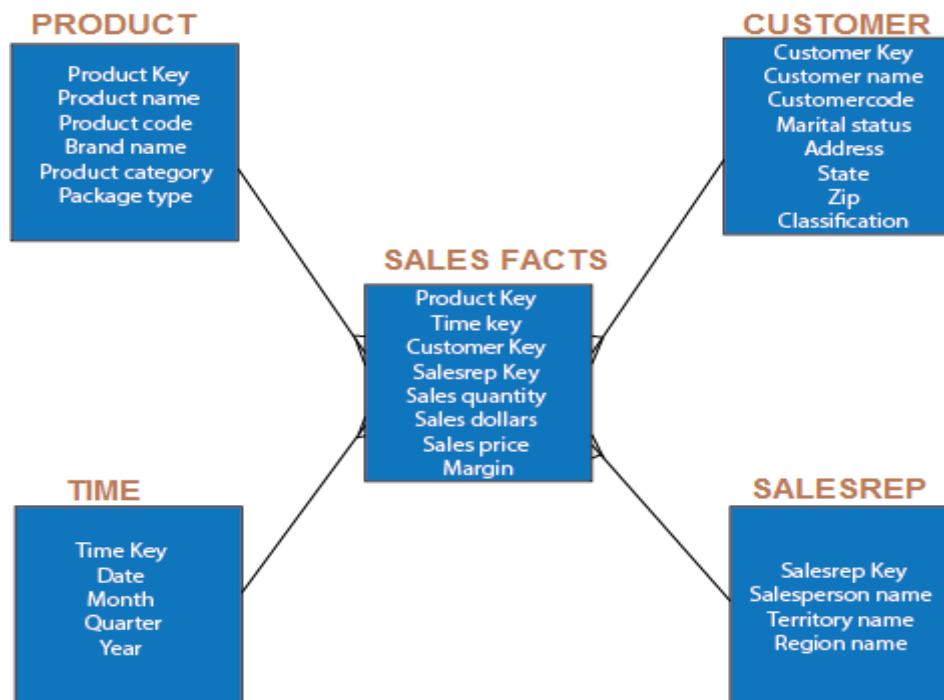 PRODUCT
Product Key
Product name
Product code
Brand name
Product category
Package type
CUSTOMER
Customer Key
Customer name
Customercode
Marital status
Address
State
Zip
Classification
SALES FACTS
Product Key
Time key
Customer Key
Salesrep Key
Sales quantity
Sales dollars
Sales price
Margin
TIME
Time Key
Date
Month
Quarter
Year
SALESREP
Salesrep Key
Salesperson name
Territory name
Region name